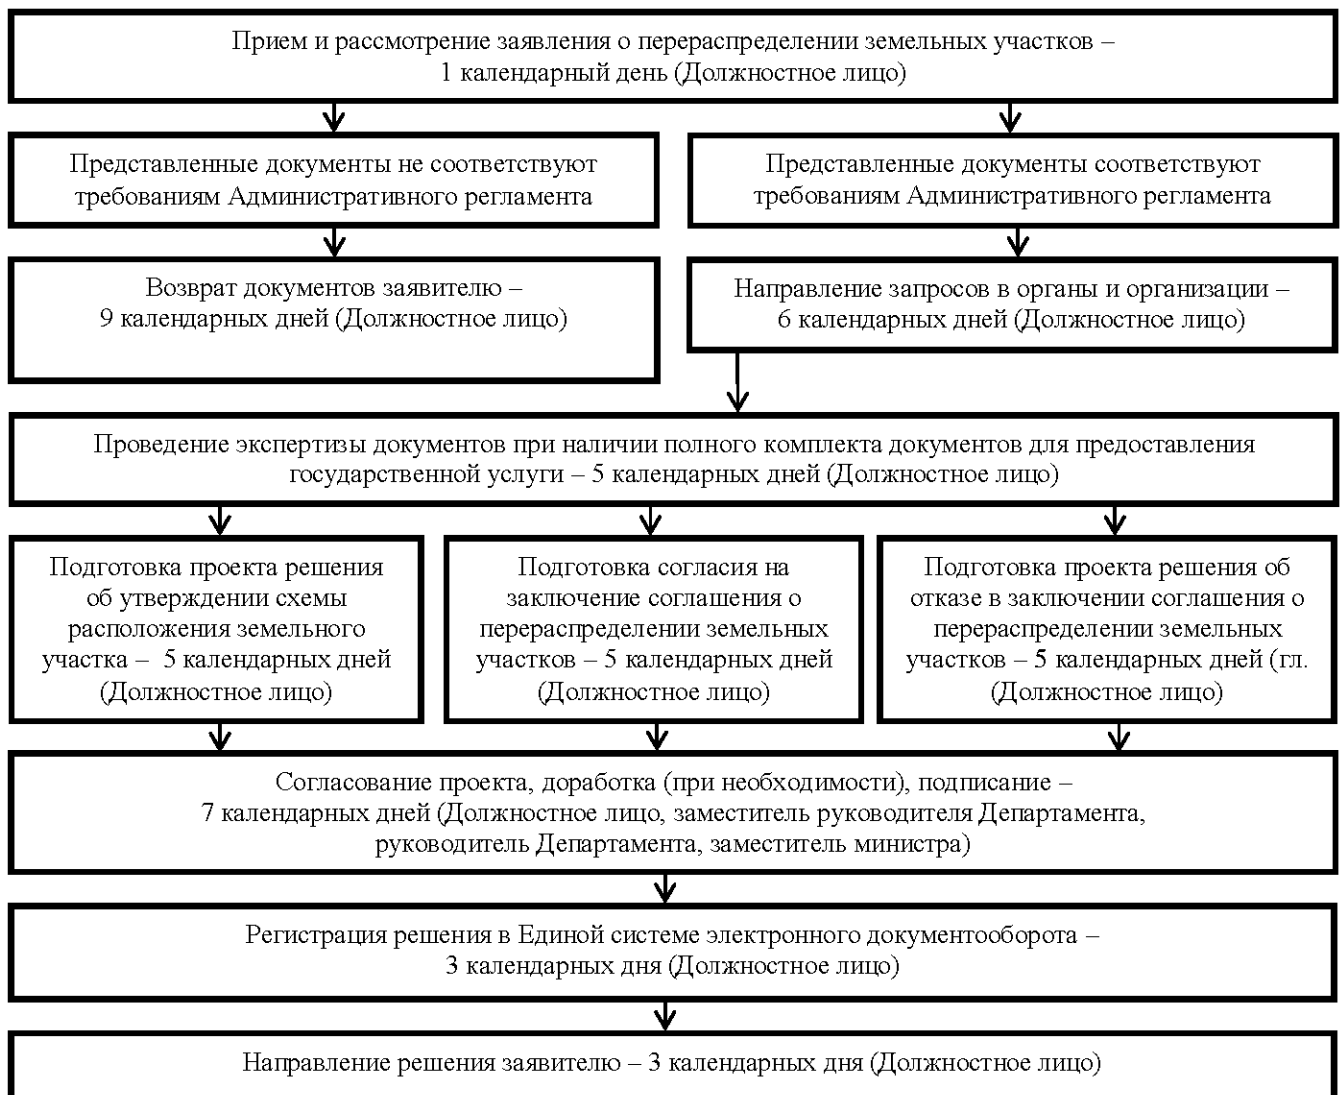 Прием и рассмотрение заявления о перераспределении земельных участков –
1 календарный день (Должностное лицо)
Представленные документы не соответствуют
требованиям Административного регламента
Представленные документы соответствуют
требованиям Административного регламента
Возврат документов заявителю –
9 календарных дней (Должностное лицо)
Направление запросов в органы и организации –
6 календарных дней (Должностное лицо)
Проведение экспертизы документов при наличии полного комплекта документов для предоставления
государственной услуги – 5 календарных дней (Должностное лицо)
Подготовка проекта решения
об утверждении схемы
расположения земельного
участка – 5 календарных дней
(Должностное лицо)
Подготовка согласия на
заключение соглашения о
перераспределении земельных
участков – 5 календарных дней
(Должностное лицо)
Подготовка проекта решения об
отказе в заключении соглашения о
перераспределении земельных
участков – 5 календарных дней (гл.
(Должностное лицо)
Согласование проекта, доработка (при необходимости), подписание –
7 календарных дней (Должностное лицо, заместитель руководителя Департамента,
руководитель Департамента, заместитель министра)
Регистрация решения в Единой системе электронного документооборота –
3 календарных дня (Должностное лицо)
Направление решения заявителю – 3 календарных дня (Должностное лицо)